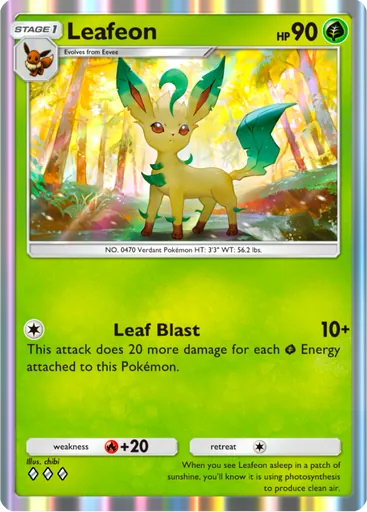 STAGE 1
Leafeon
HP 90
Evolves from Eevee
NO. 0470 Verdant Pokémon HT: 3'3" WT: 56.2 lbs.
Leaf Blast 10+
This attack does 20 more damage for each Energy
attached to this Pokémon.
weakness +20
retreat
Illus. chibi
When you see Leafeon asleep in a patch of
sunshine, you'll know it is using photosynthesis
to produce clean air.